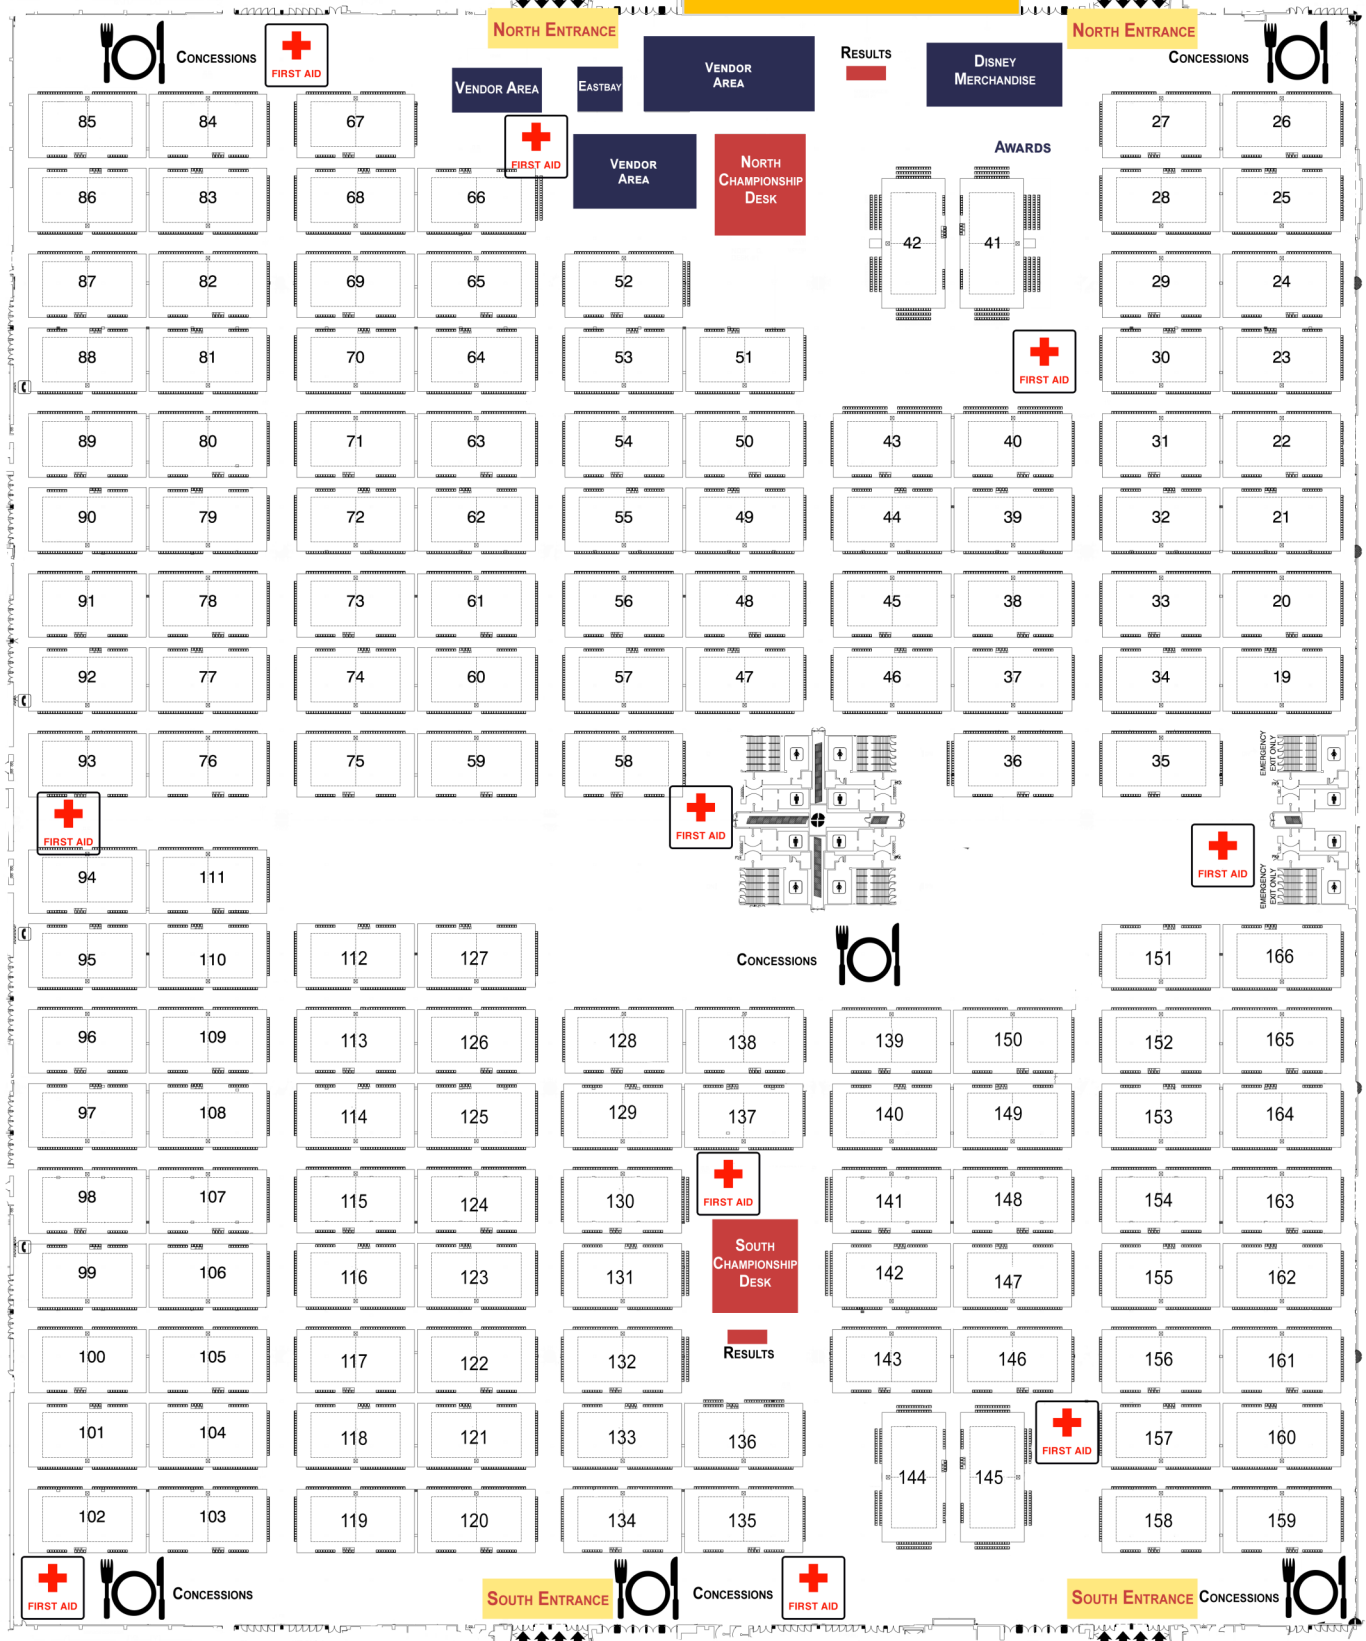 NORTH ENTRANCE
NORTH ENTRANCE
CONCESSIONS
FIRST AID
VENDOR AREA
EASTBAY
VENDOR
AREA
RESULTS
DISNEY
MERCHANDISE
CONCESSIONS
85 84 67
27 26
FIRST AID
VENDOR
AREA
NORTH
CHAMPIONSHIP
DESK
AWARDS
86 83 68 66
28 25
42 41
87 82 69 65 52
29 24
88 81 70 64 53 51
FIRST AID
30 23
89 80 71 63 54 50 43 40 31 22
90 79 72 62 55 49 44 39 32 21
91 78 73 61 56 48 45 38 33 20
92 77 74 60 57 47 46 37 34 19
93 76 75 59 58 36 35
EMERGENCY
EXIT ONLY
FIRST AID
FIRST AID
FIRST AID
EMERGENCY
EXIT ONLY
94 111
95 110 112 127
CONCESSIONS
151 166
96 109 113 126 128 138 139 150 152 165
97 108 114 125 129 137 140 149 153 164
FIRST AID
98 107 115 124 130 141 148 154 163
SOUTH
CHAMPIONSHIP
DESK
99 106 116 123 131 142 147 155 162
RESULTS
100 105 117 122 132 143 146 156 161
FIRST AID
101 104 118 121 133 136 157 160
144 145
102 103 119 120 134 135 158 159
FIRST AID
CONCESSIONS
SOUTH ENTRANCE
CONCESSIONS
FIRST AID
SOUTH ENTRANCE
CONCESSIONS